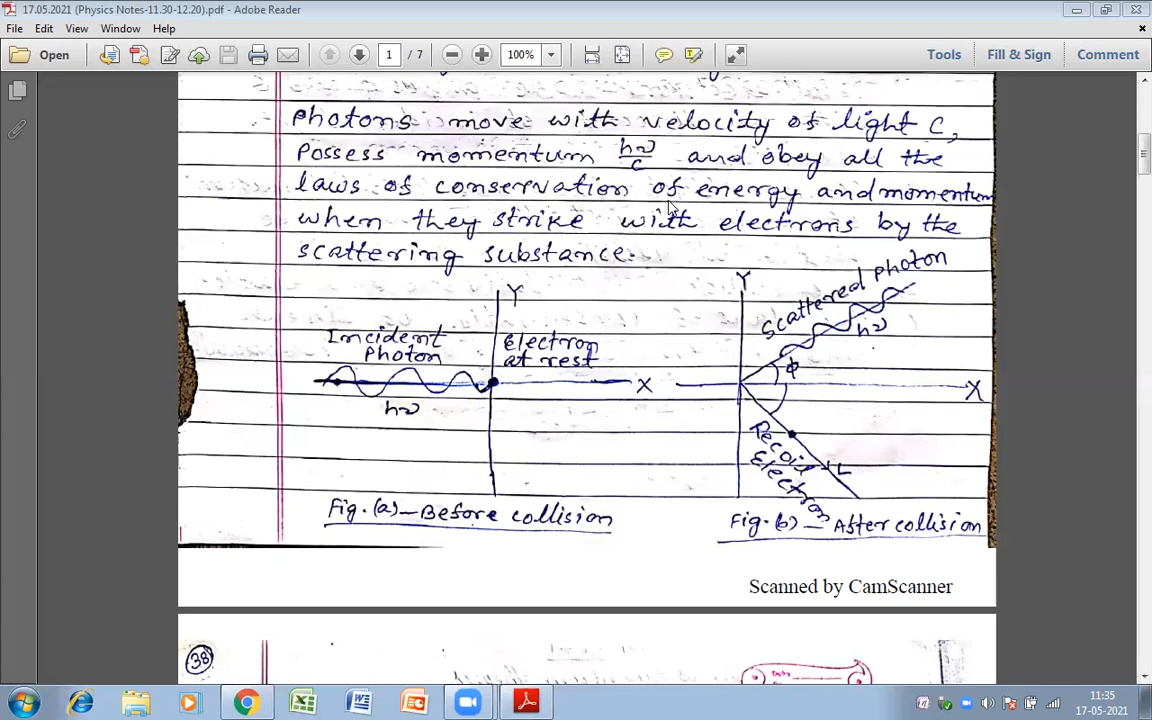 17.05.2021 (Physics Notes-11.30-12.20).pdf - Adobe Reader
File Edit View Window Help
Open 1 / 7 100% Tools Fill & Sign Comment
photons move with velocity of light C,
Possess momentum hν/c and obey all the
laws of conservation of energy and momentum
when they strike with electrons by the
scattering substance.
Y
Incident
Photon
hν
Electron
at rest
X
Fig.(a)-Before collision
Y
Scattered photon
hν
ϕ
X
Recoil
Electron
Fig.(b) - After collision
Scanned by CamScanner
38
11:35
17-05-2021